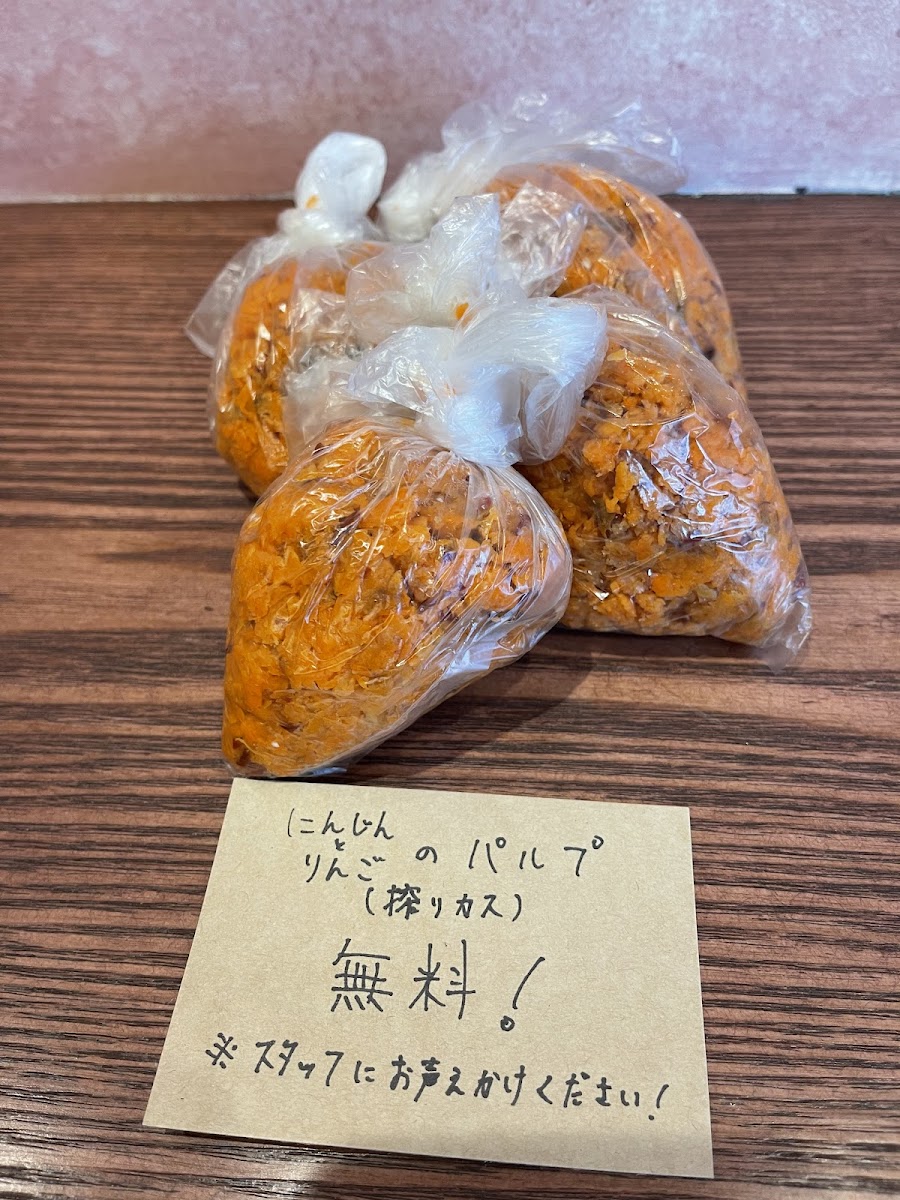 にんじん
と
りんご のパルプ
(搾りカス)
無料!
※スタッフにお声えかけください!